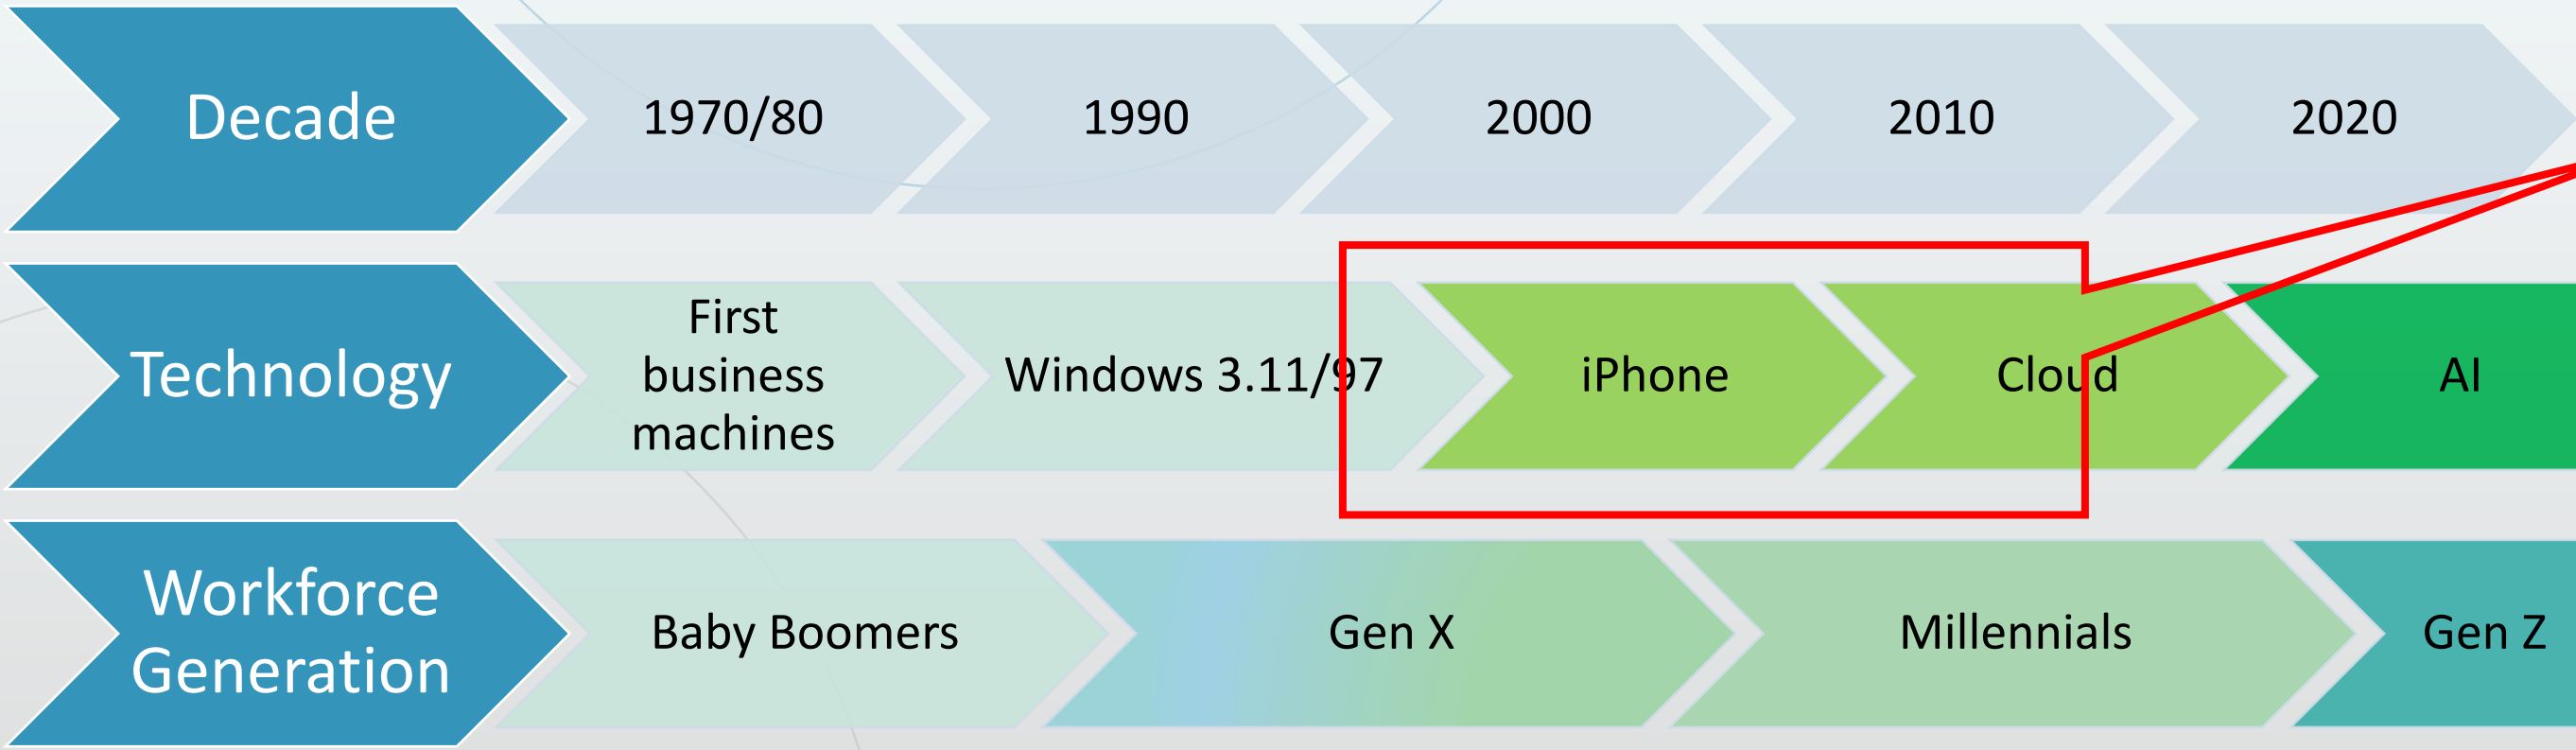 Decade
1970/80
1990
2000
2010
2020
Technology
First
business
machines
Windows 3.11/97
iPhone
Cloud
AI
Workforce
Generation
Baby Boomers
Gen X
Millennials
Gen Z